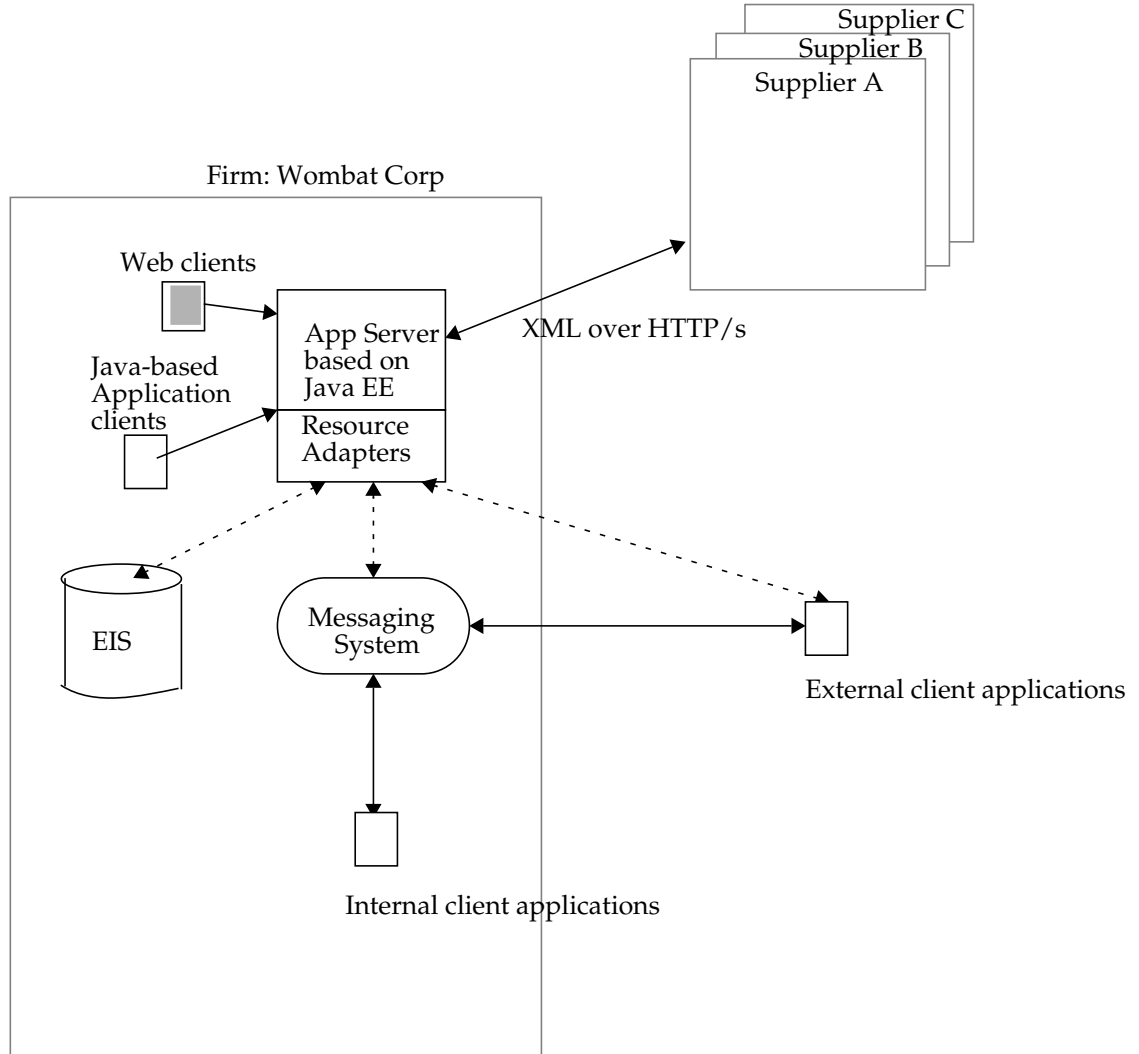 Supplier C
Supplier B
Supplier A
Firm: Wombat Corp
Web clients
App Server
based on
Java EE
XML over HTTP/s
Java-based
Application
clients
Resource
Adapters
Messaging
System
EIS
External client applications
Internal client applications